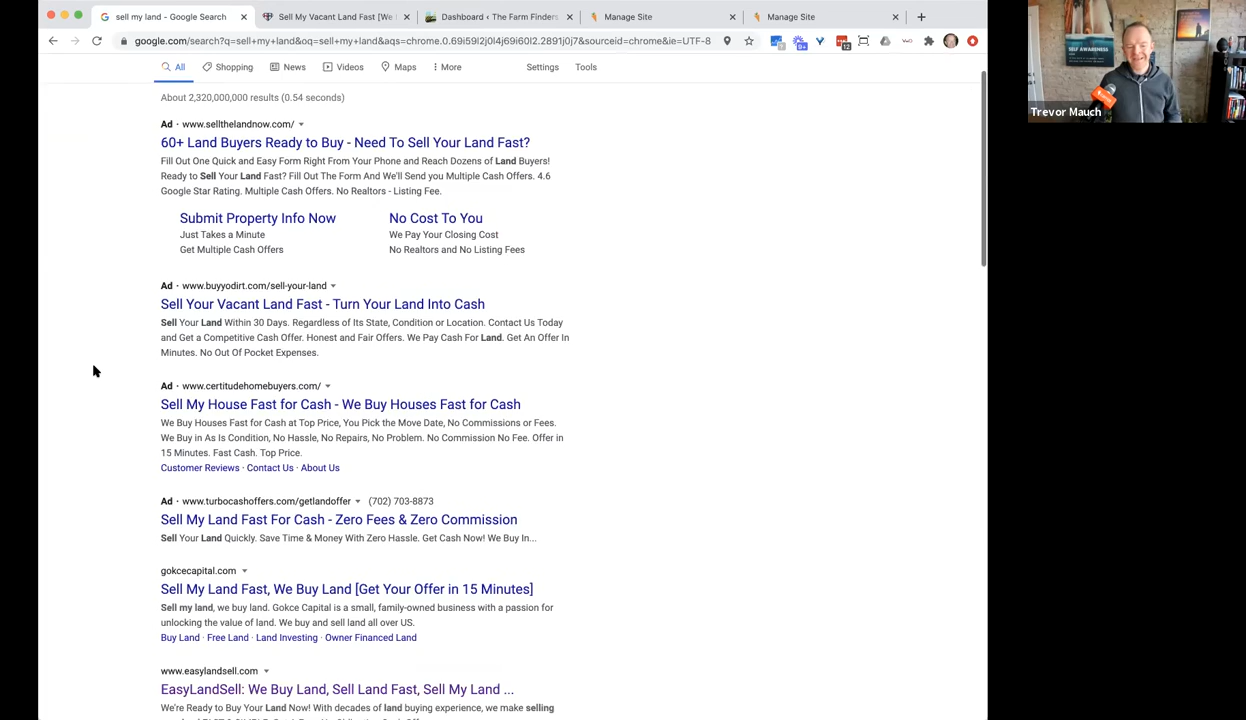 sell my land - Google Search
Sell My Vacant Land Fast [We
Dashboard ‹ The Farm Finders
Manage Site
Manage Site
google.com/search?q=sell+my+land&oq=sell+my+land&aqs=chrome.0.69i59l2j0l4j69i60l2.2891j0j7&sourceid=chrome&ie=UTF-8
All
Shopping
News
Videos
Maps
More
Settings
Tools
About 2,320,000,000 results (0.54 seconds)
Ad · www.sellthelandnow.com/
60+ Land Buyers Ready to Buy - Need To Sell Your Land Fast?
Fill Out One Quick and Easy Form Right From Your Phone and Reach Dozens of Land Buyers!
Ready to Sell Your Land Fast? Fill Out The Form And We'll Send you Multiple Cash Offers. 4.6
Google Star Rating. Multiple Cash Offers. No Realtors - Listing Fee.
Submit Property Info Now
Just Takes a Minute
Get Multiple Cash Offers
No Cost To You
We Pay Your Closing Cost
No Realtors and No Listing Fees
Ad · www.buyyodirt.com/sell-your-land
Sell Your Vacant Land Fast - Turn Your Land Into Cash
Sell Your Land Within 30 Days. Regardless of Its State, Condition or Location. Contact Us Today
and Get a Competitive Cash Offer. Honest and Fair Offers. We Pay Cash For Land. Get An Offer In
Minutes. No Out Of Pocket Expenses.
Ad · www.certitudehomebuyers.com/
Sell My House Fast for Cash - We Buy Houses Fast for Cash
We Buy Houses Fast for Cash at Top Price, You Pick the Move Date, No Commissions or Fees.
We Buy in As Is Condition, No Hassle, No Repairs, No Problem. No Commission No Fee. Offer in
15 Minutes. Fast Cash. Top Price.
Customer Reviews · Contact Us · About Us
Ad · www.turbocashoffers.com/getlandoffer (702) 703-8873
Sell My Land Fast For Cash - Zero Fees & Zero Commission
Sell Your Land Quickly. Save Time & Money With Zero Hassle. Get Cash Now! We Buy In...
gokcecapital.com
Sell My Land Fast, We Buy Land [Get Your Offer in 15 Minutes]
Sell my land, we buy land. Gokce Capital is a small, family-owned business with a passion for
unlocking the value of land. We buy and sell land all over US.
Buy Land · Free Land · Land Investing · Owner Financed Land
www.easylandsell.com
EasyLandSell: We Buy Land, Sell Land Fast, Sell My Land ...
We're Ready to Buy Your Land Now! With decades of land buying experience, we make selling
SELF AWARENESS
Trevor Mauch